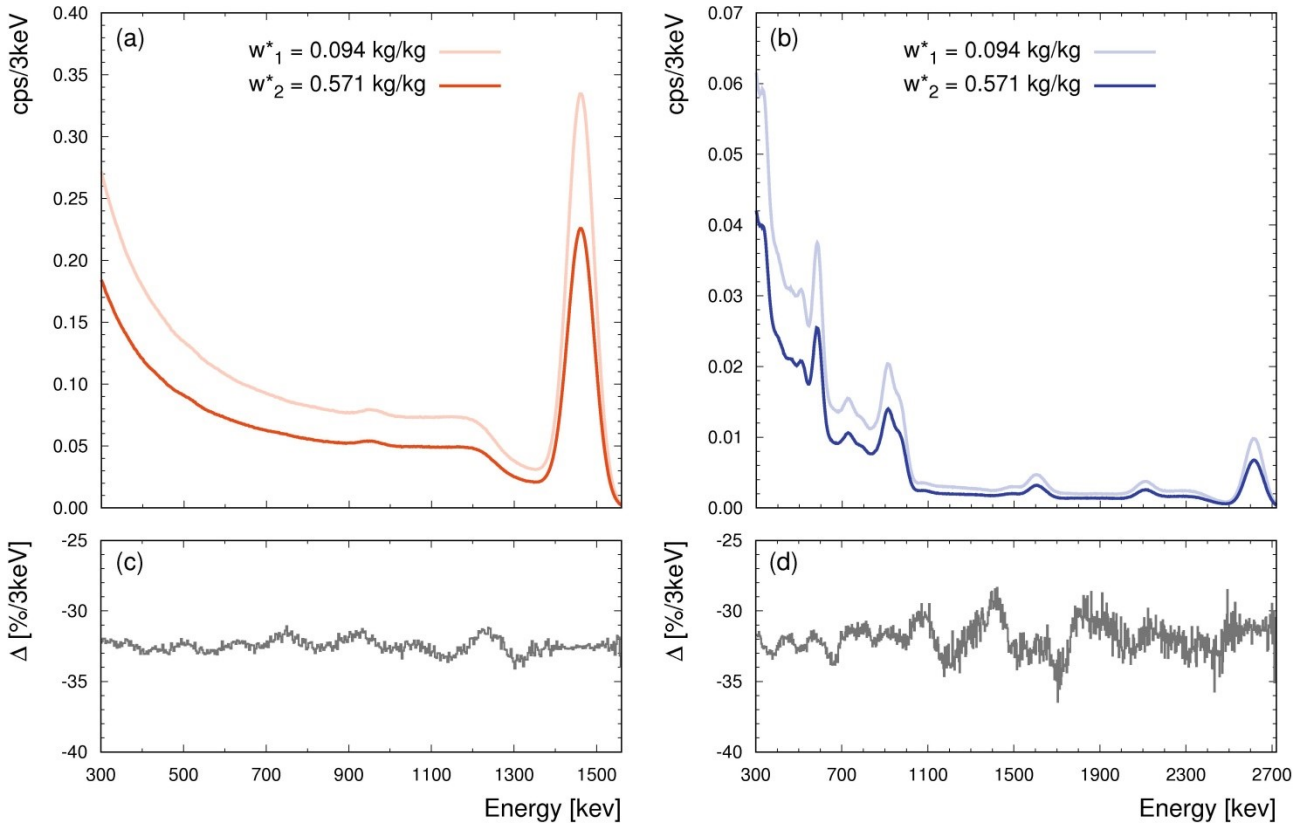 (a)
cps/3keV
w*1 = 0.094 kg/kg
w*2 = 0.571 kg/kg
0.40
0.35
0.30
0.25
0.20
0.15
0.10
0.05
0.00
(b)
cps/3keV
w*1 = 0.094 kg/kg
w*2 = 0.571 kg/kg
0.07
0.06
0.05
0.04
0.03
0.02
0.01
0.00
(c)
Δ [%/3keV]
-25
-30
-35
-40
300 500 700 900 1100 1300 1500
Energy [kev]
(d)
Δ [%/3keV]
-25
-30
-35
-40
300 700 1100 1500 1900 2300 2700
Energy [kev]